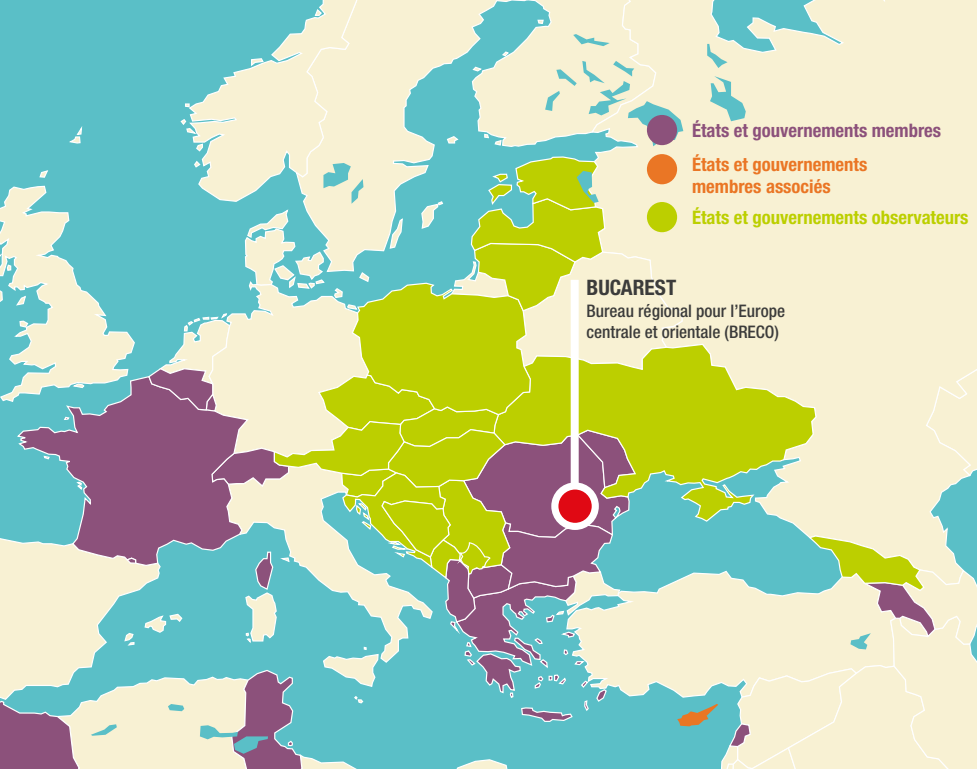 États et gouvernements membres
États et gouvernements
membres associés
États et gouvernements observateurs
BUCAREST
Bureau régional pour l’Europe
centrale et orientale (BRECO)